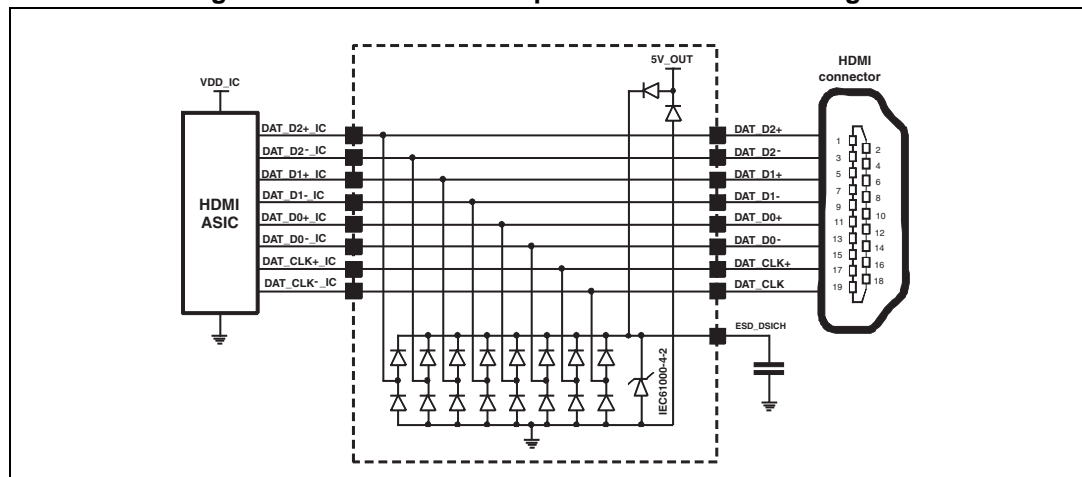 5V_OUT
HDMI
connector
VDD_IC
DAT_D2+_IC
DAT_D2-_IC
DAT_D1+_IC
DAT_D1-_IC
DAT_D0+_IC
DAT_D0-_IC
DAT_CLK+_IC
DAT_CLK-_IC
HDMI
ASIC
DAT_D2+
DAT_D2-
DAT_D1+
DAT_D1-
DAT_D0+
DAT_D0-
DAT_CLK+
DAT_CLK
1
2
3
4
5
6
7
8
9
10
11
12
13
14
15
16
17
18
19
ESD_DSICH
IEC61000-4-2